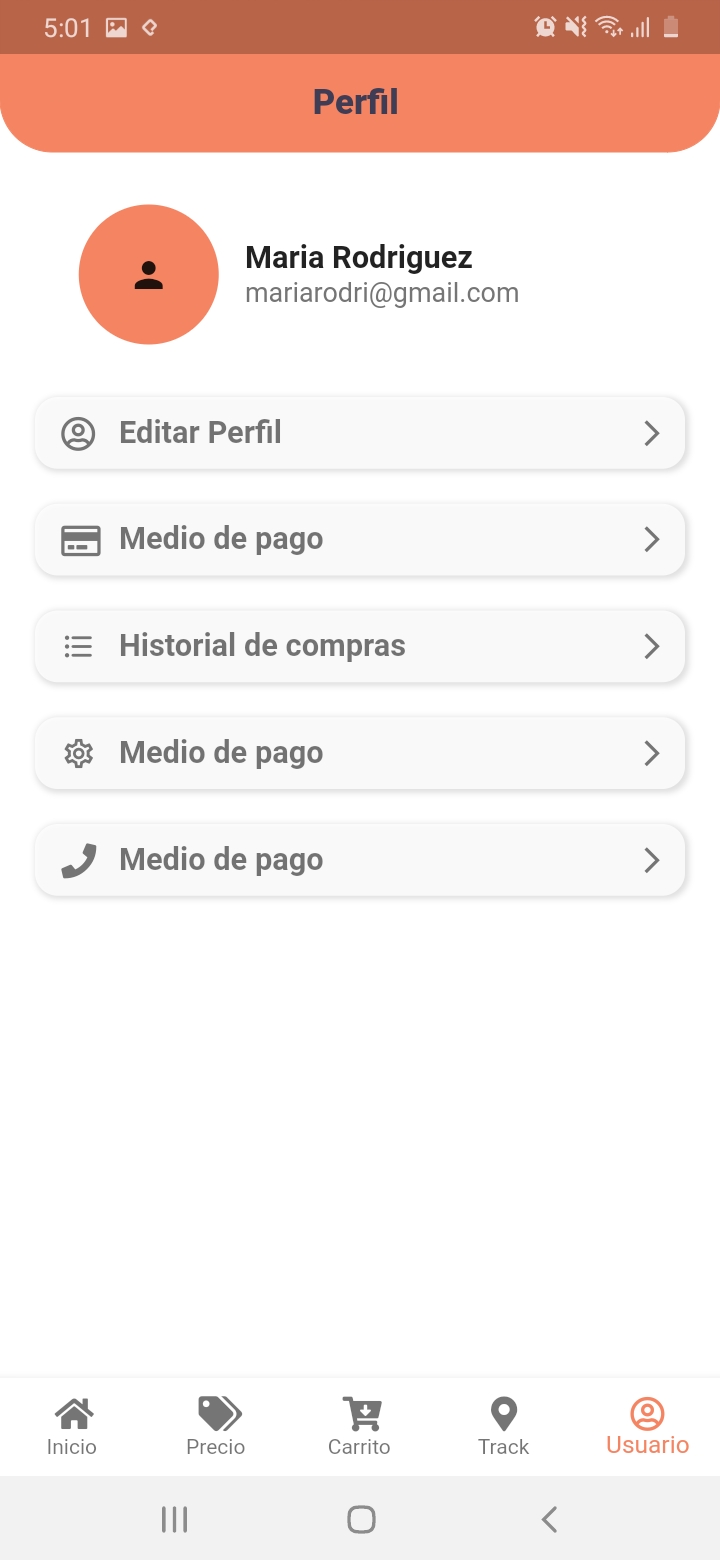 5:01
Perfil
Maria Rodriguez
mariarodri@gmail.com
Editar Perfil
Medio de pago
Historial de compras
Medio de pago
Medio de pago
Inicio
Precio
Carrito
Track
Usuario